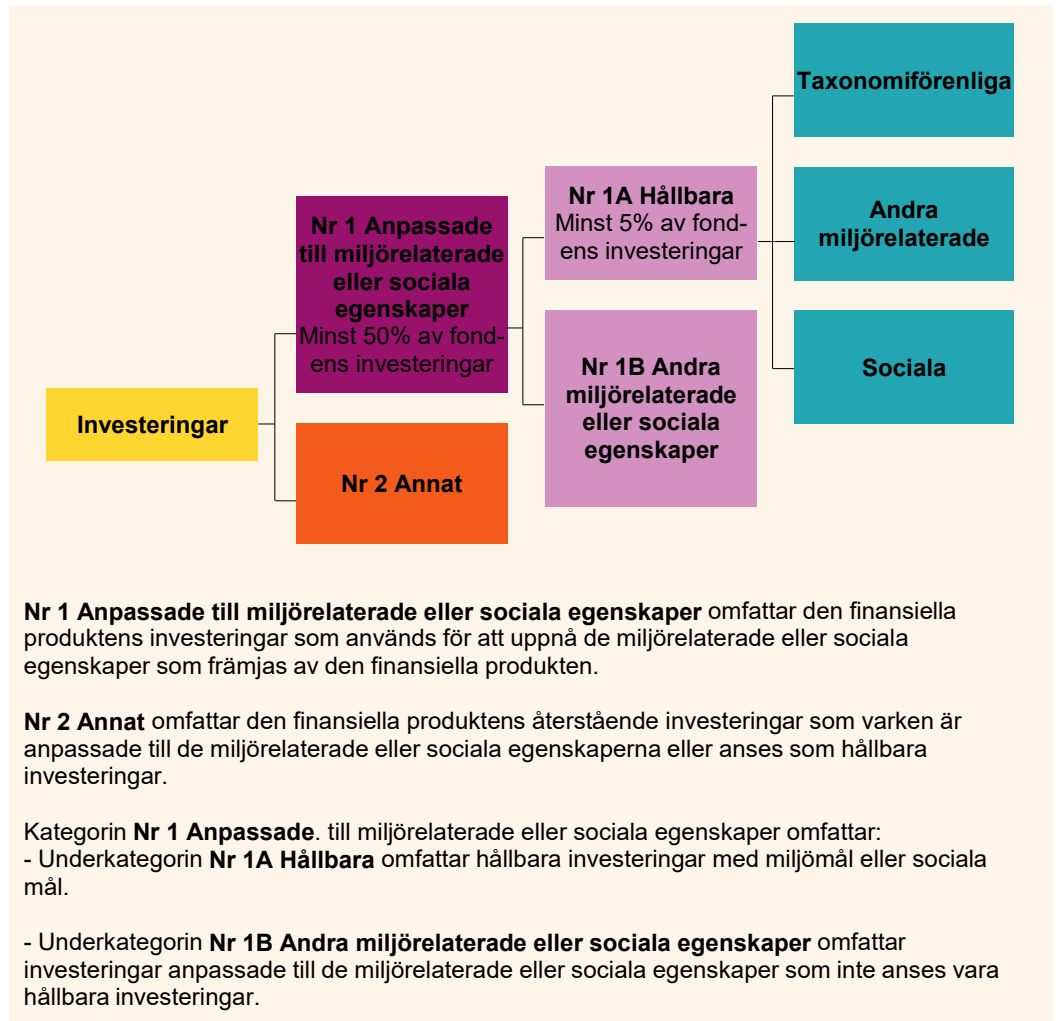 Investeringar
Nr 1 Anpassade
till miljörelaterade
eller sociala
egenskaper
Minst 50% av fond-
ens investeringar
Nr 2 Annat
Nr 1A Hållbara
Minst 5% av fond-
ens investeringar
Nr 1B Andra
miljörelaterade
eller sociala
egenskaper
Taxonomiförenliga
Andra
miljörelaterade
Sociala
Nr 1 Anpassade till miljörelaterade eller sociala egenskaper omfattar den finansiella
produktens investeringar som används för att uppnå de miljörelaterade eller sociala
egenskaper som främjas av den finansiella produkten.
Nr 2 Annat omfattar den finansiella produktens återstående investeringar som varken är
anpassade till de miljörelaterade eller sociala egenskaperna eller anses som hållbara
investeringar.
Kategorin Nr 1 Anpassade. till miljörelaterade eller sociala egenskaper omfattar:
- Underkategorin Nr 1A Hållbara omfattar hållbara investeringar med miljömål eller sociala
mål.
- Underkategorin Nr 1B Andra miljörelaterade eller sociala egenskaper omfattar
investeringar anpassade till de miljörelaterade eller sociala egenskaper som inte anses vara
hållbara investeringar.